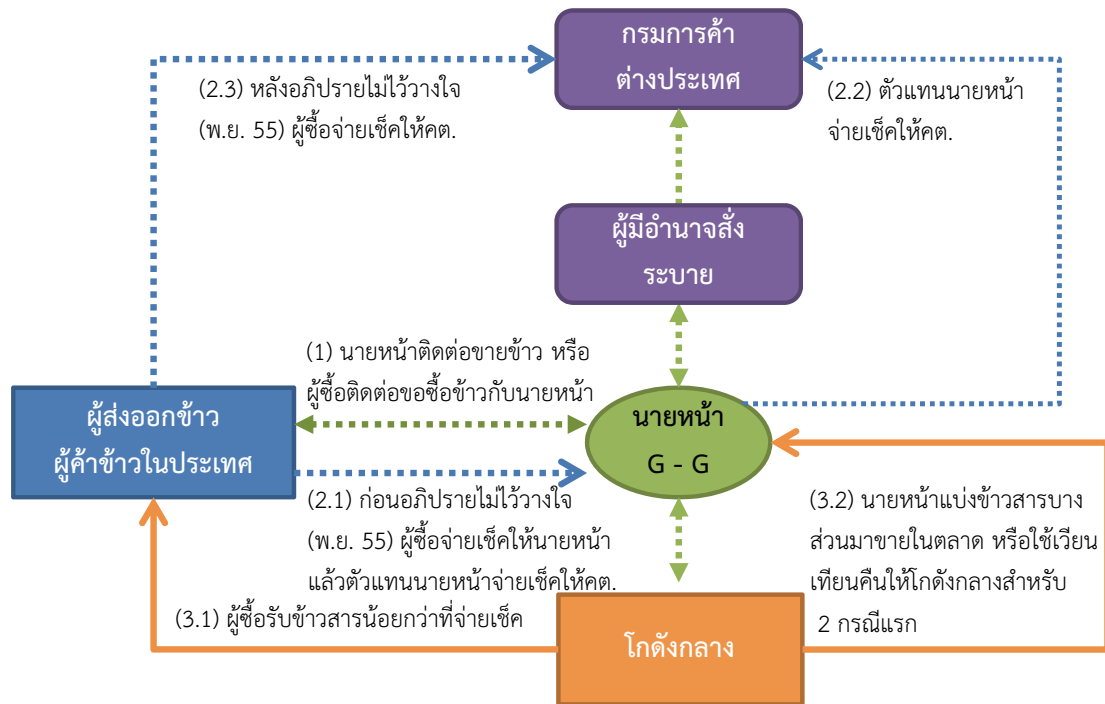 กรมการค้า
ต่างประเทศ
(2.3) หลังอภิปรายไม่ไว้วางใจ
(พ.ย. 55) ผู้ซื้อจ่ายเช็คให้คต.
(2.2) ตัวแทนนายหน้า
จ่ายเช็คให้คต.
ผู้มีอำนาจสั่ง
ระบาย
(1) นายหน้าติดต่อขายข้าว หรือ
ผู้ซื้อติดต่อขอซื้อข้าวกับนายหน้า
ผู้ส่งออกข้าว
ผู้ค้าข้าวในประเทศ
นายหน้า
G - G
(2.1) ก่อนอภิปรายไม่ไว้วางใจ
(พ.ย. 55) ผู้ซื้อจ่ายเช็คให้นายหน้า
แล้วตัวแทนนายหน้าจ่ายเช็คให้คต.
(3.2) นายหน้าแบ่งข้าวสารบาง
ส่วนมาขายในตลาด หรือใช้เวียน
เทียนคืนให้โกดังกลางสำหรับ
2 กรณีแรก
(3.1) ผู้ซื้อรับข้าวสารน้อยกว่าที่จ่ายเช็ค
โกดังกลาง